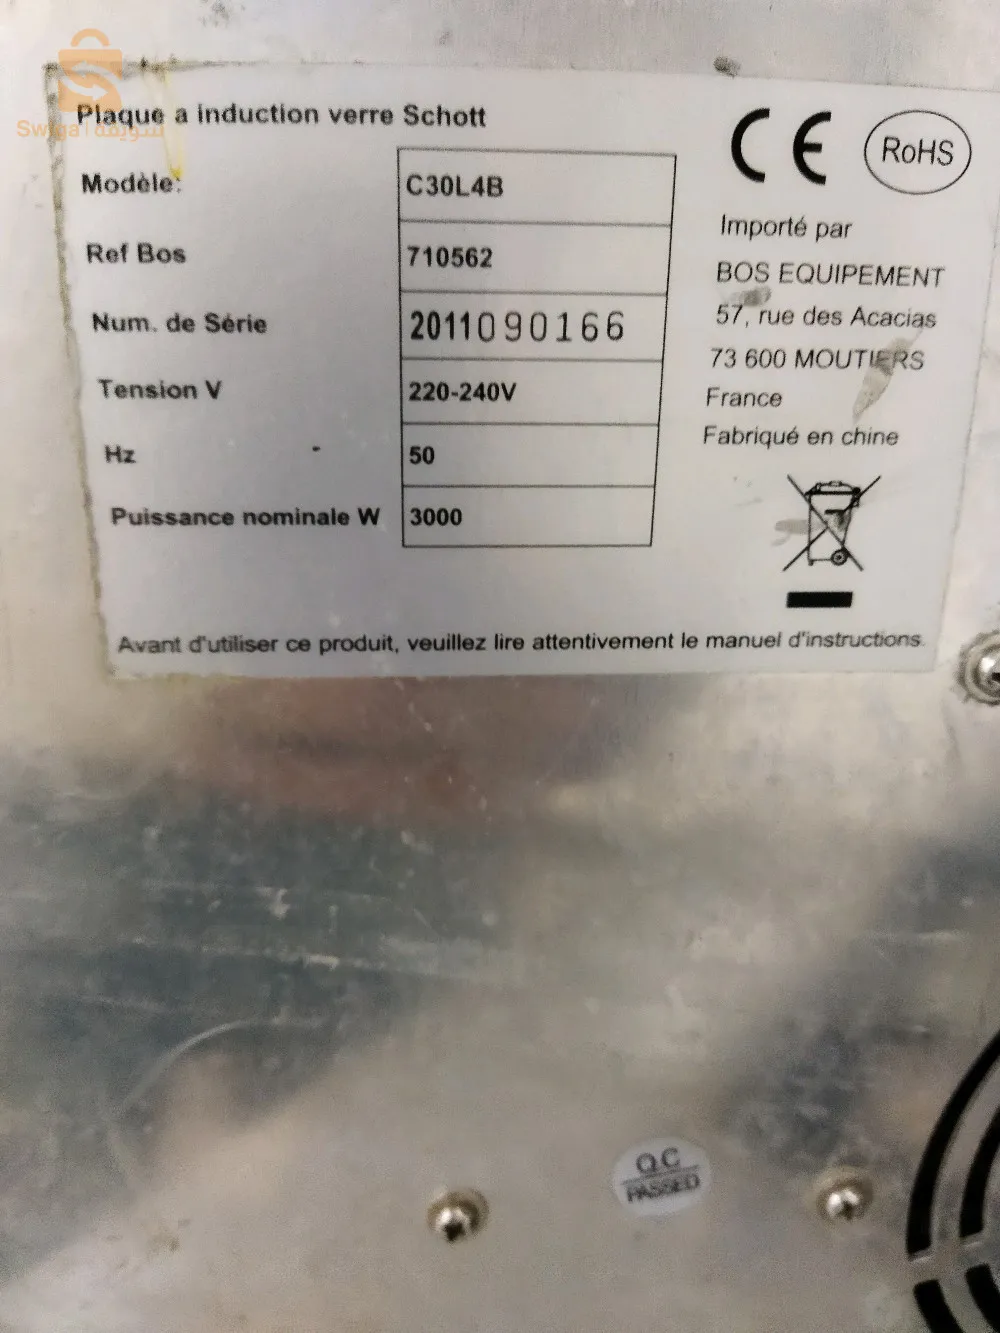 Plaque a induction verre Schott
Swiqa سويقة
Modèle: C30L4B
Ref Bos 710562
Num. de Série 2011090166
Tension V 220-240V
Hz 50
Puissance nominale W 3000
CE RoHS
Importé par
BOS EQUIPEMENT
57, rue des Acacias
73 600 MOUTIERS
France
Fabriqué en chine
Avant d'utiliser ce produit, veuillez lire attentivement le manuel d'instructions.
QC
PASSED